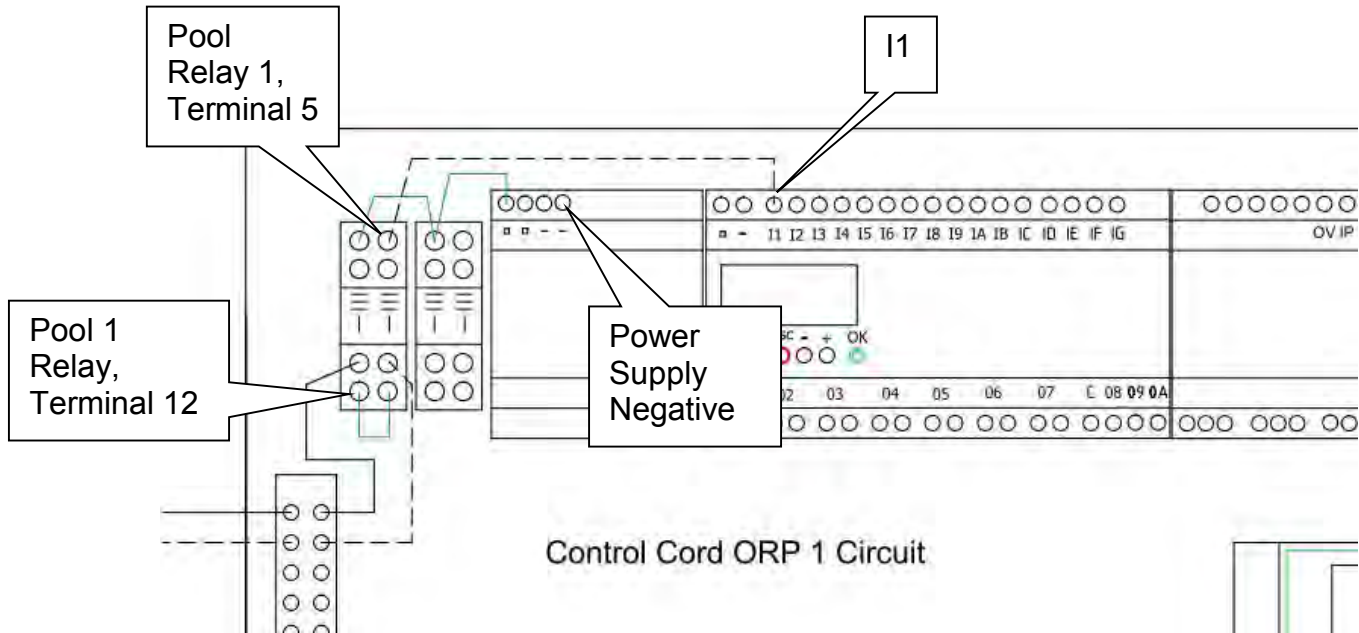 Pool
Relay 1,
Terminal 5
I1
I1 I2 I3 I4 I5 I6 I7 I8 I9 IA IB IC ID IE IF IG
OV IP
Pool 1
Relay,
Terminal 12
Power
Supply
Negative
- + OK
03 04 05 06 07 C 08 09 0A
Control Cord ORP 1 Circuit